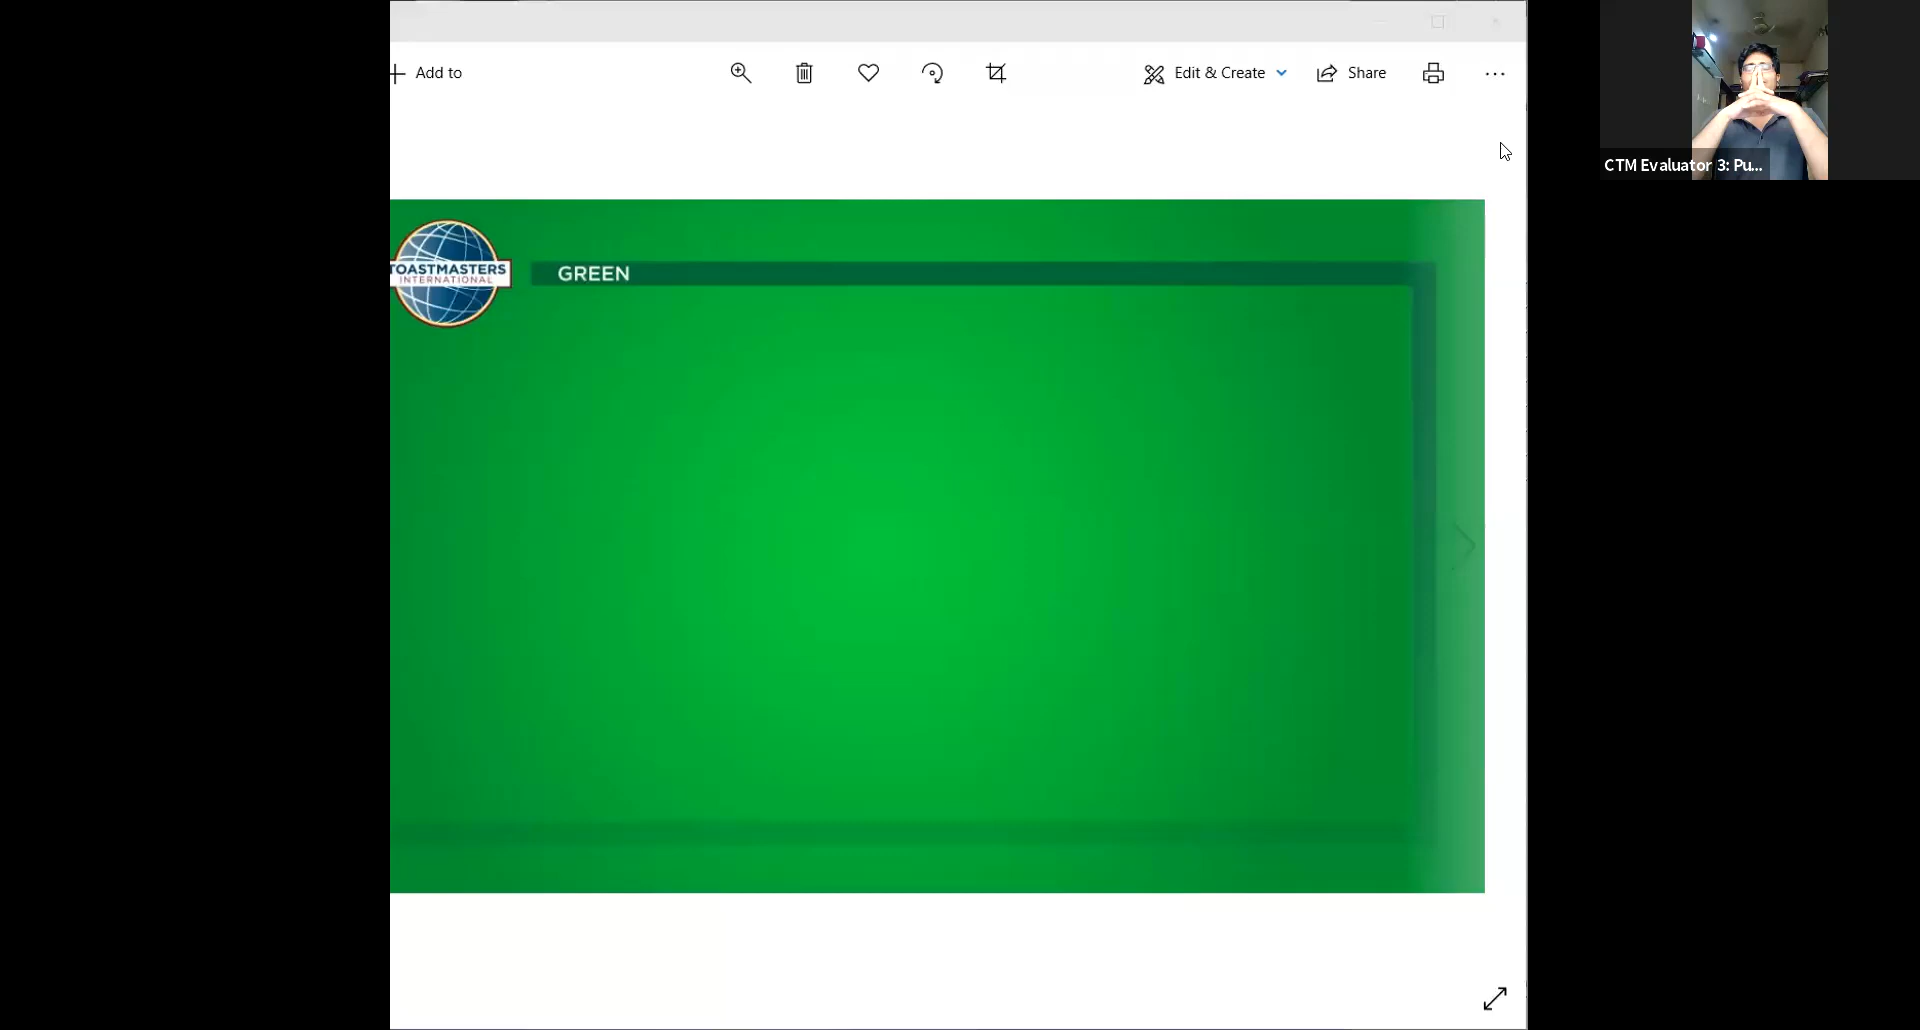 Add to
Edit & Create
Share
CTM Evaluator 3: Pu...
TOASTMASTERS
INTERNATIONAL
GREEN